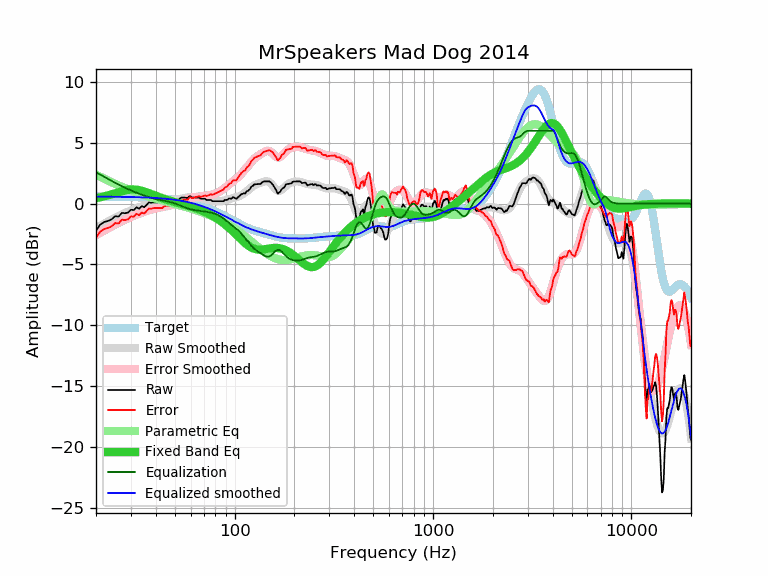 MrSpeakers Mad Dog 2014
10
5
0
−5
−10
−15
−20
−25
Amplitude (dBr)
Target
Raw Smoothed
Error Smoothed
Raw
Error
Parametric Eq
Fixed Band Eq
Equalization
Equalized smoothed
100
1000
10000
Frequency (Hz)